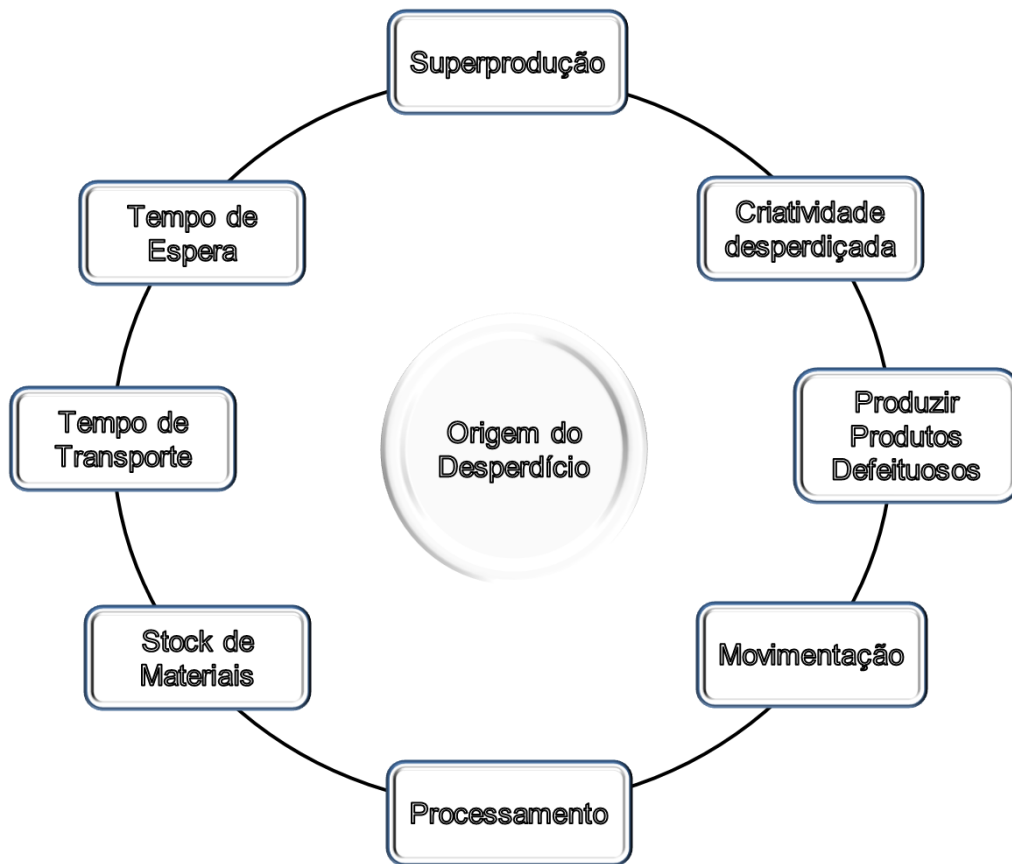 Superprodução
Criatividade
desperdiçada
Produzir
Produtos
Defeituosos
Movimentação
Processamento
Stock de
Materiais
Tempo de
Transporte
Tempo de
Espera
Origem do
Desperdício